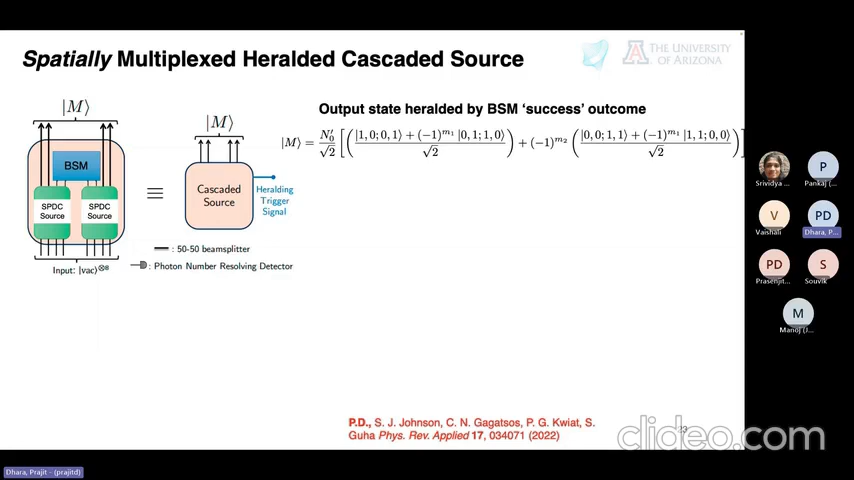 Spatially Multiplexed Heralded Cascaded Source
THE UNIVERSITY
OF ARIZONA
|M⟩
BSM
SPDC
Source
SPDC
Source
Input: |vac⟩⊗8
≡
|M⟩
Cascaded
Source
Heralding
Trigger
Signal
: 50-50 beamsplitter
: Photon Number Resolving Detector
Output state heralded by BSM ‘success’ outcome
|M⟩ = N₀′/√2 [ ( (|1, 0; 0, 1⟩ + (−1)^m₁ |0, 1; 1, 0⟩)/√2 ) + (−1)^m₂ ( (|0, 0; 1, 1⟩ + (−1)^m₁ |1, 1; 0, 0⟩)/√2 ) ]
P.D., S. J. Johnson, C. N. Gagatsos, P. G. Kwiat, S.
Guha Phys. Rev. Applied 17, 034071 (2022)
clideo.com
Srividya ...
P
Pankaj (...
V
Vaishali
PD
Dhara, P...
PD
Prasenjit...
S
Souvik
M
Manoj (...
Dhara, Prajit - (prajitd)